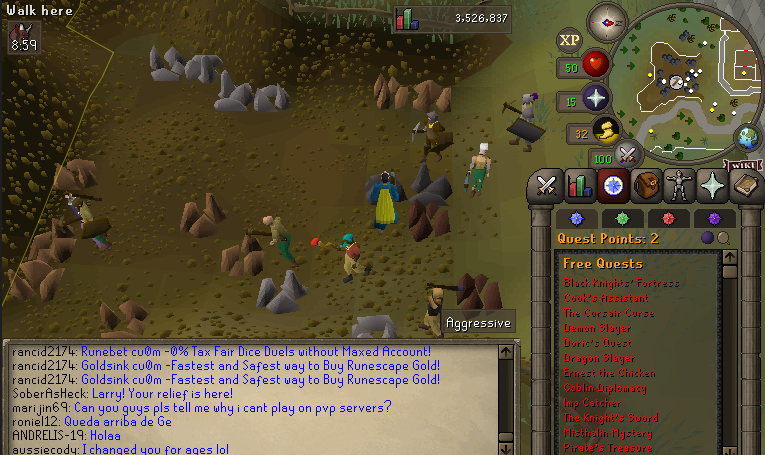 Walk here
3,526,837
8:59
XP
50
15
32
100
WIKI
Quest Points: 2
Free Quests
Black Knights' Fortress
Cook's Assistant
The Corsair Curse
Demon Slayer
Doric's Quest
Dragon Slayer
Ernest the Chicken
Goblin Diplomacy
Imp Catcher
The Knight's Sword
Misthalin Mystery
Pirate's Treasure
Aggressive
rancid2174: Runebet cu0m -0% Tax Fair Dice Duels without Maxed Account!
rancid2174: Goldsink cu0m -Fastest and Safest way to Buy Runescape Gold!
rancid2174: Goldsink cu0m -Fastest and Safest way to Buy Runescape Gold!
SoberAsHeck: Larry! Your relief is here!
marijin69: Can you guys pls tell me why i cant play on pvp servers?
roniel12: Queda arriba de Ge
ANDRELIS-19: Holaa
aussiecody: I changed you for ages lol